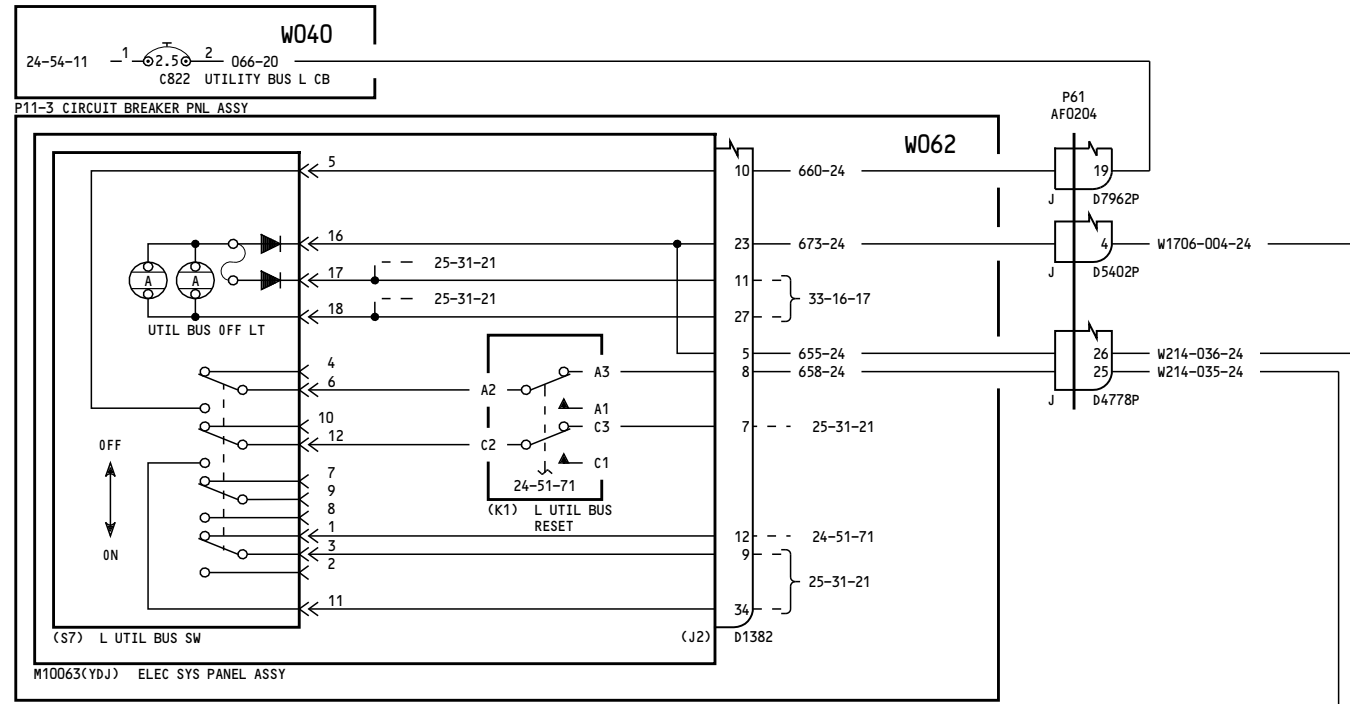 W040
24-54-11 1 2.5 2 066-20
C822 UTILITY BUS L CB
P11-3 CIRCUIT BREAKER PNL ASSY
P61
AF0204
W062
5 10 660-24 19
J D7962P
16 23 673-24 4 W1706-004-24
J D5402P
25-31-21
17 11
A A
25-31-21
33-16-17
18 27
UTIL BUS OFF LT
5 655-24 26 W214-036-24
4 A3 8 658-24 25 W214-035-24
6 A2
J D4778P
A1
10 C3 7 25-31-21
12 C2
OFF
C1
7
24-51-71
9
(K1) L UTIL BUS
RESET
8
1 12 24-51-71
ON
3 9
2
25-31-21
11 34
(S7) L UTIL BUS SW
(J2) D1382
M10063(YDJ) ELEC SYS PANEL ASSY